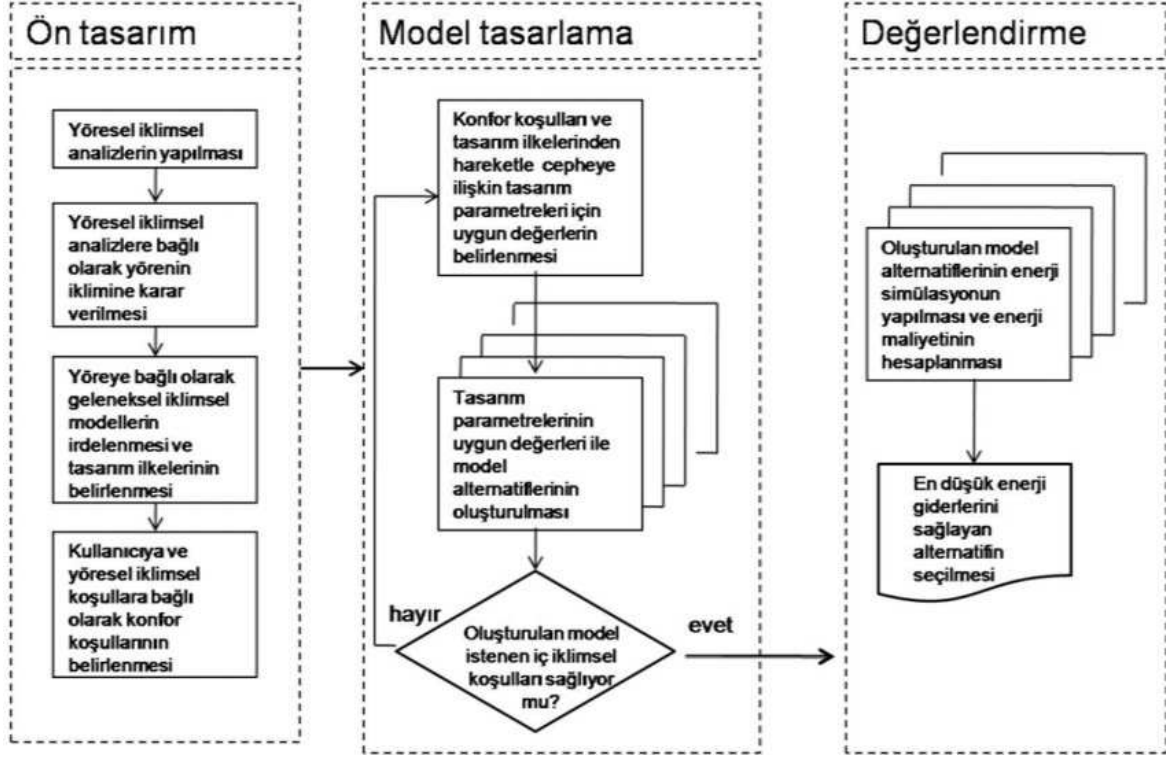 Ön tasarım
Yöresel iklimsel
analizlerin yapılması
Yöresel iklimsel
analizlere bağlı
olarak yörenin
iklimine karar
verilmesi
Yöreye bağlı olarak
geleneksel iklimsel
modellerin
irdelenmesi ve
tasarım ilkelerinin
belirlenmesi
Kullanıcıya ve
yöresel iklimsel
koşullara bağlı
olarak konfor
koşullarının
belirlenmesi
Model tasarlama
Konfor koşulları ve
tasarım ilkelerinden
hareketle cepheye
ilişkin tasarım
parametreleri için
uygun değerlerin
belirlenmesi
Tasarım
parametrelerinin
uygun değerleri ile
model
alternatiflerinin
oluşturulması
hayır
Oluşturulan model
istenen iç iklimsel
koşulları sağlıyor
mu?
evet
Değerlendirme
Oluşturulan model
alternatiflerinin enerji
simülasyonun
yapılması ve enerji
maliyetinin
hesaplanması
En düşük enerji
giderlerini
sağlayan
alternatifin
seçilmesi